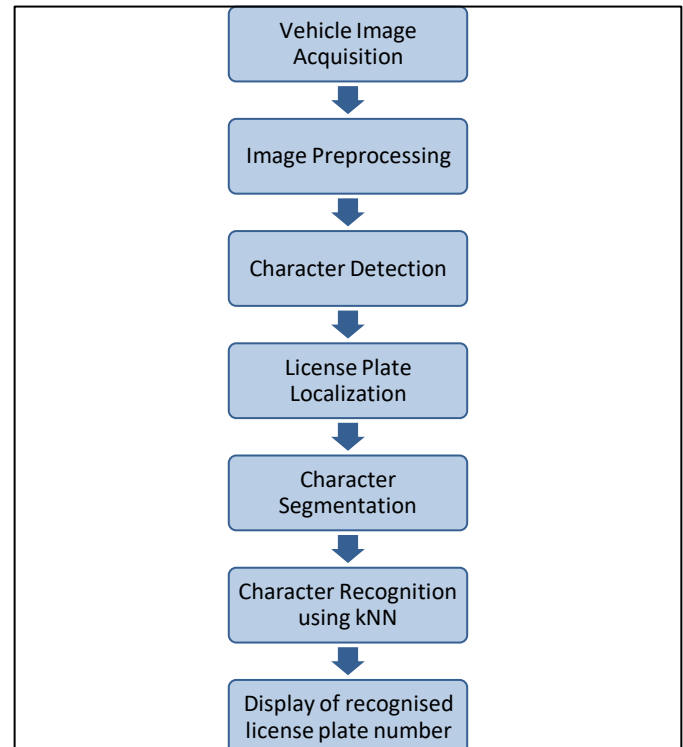 Vehicle Image
Acquisition
Image Preprocessing
Character Detection
License Plate
Localization
Character
Segmentation
Character Recognition
using kNN
Display of recognised
license plate number